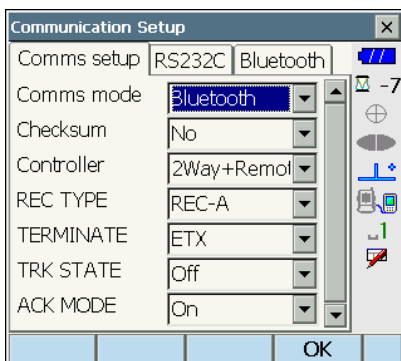 Communication Setup
Comms setup RS232C Bluetooth
Comms mode Bluetooth
Checksum No
Controller 2Way+Remot
REC TYPE REC-A
TERMINATE ETX
TRK STATE Off
ACK MODE On
-7
1
OK